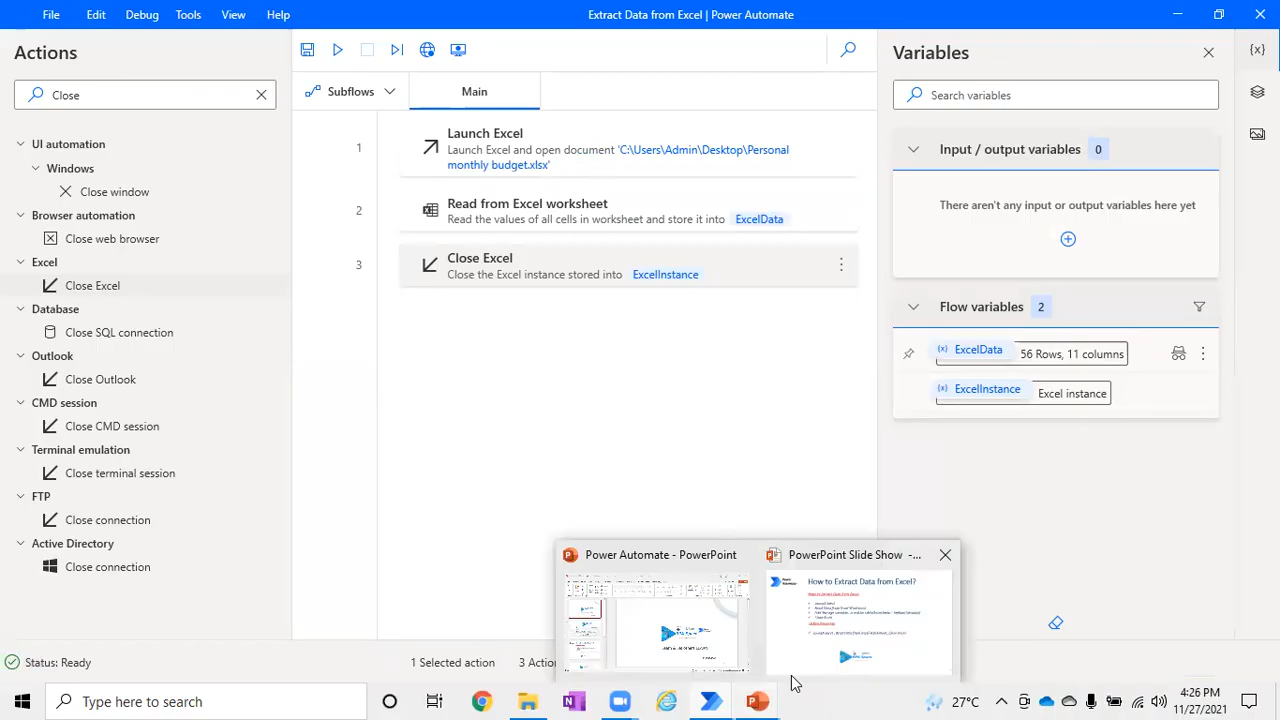 File Edit Debug Tools View Help
Extract Data from Excel | Power Automate
Actions
Close
UI automation
Windows
Close window
Browser automation
Close web browser
Excel
Close Excel
Database
Close SQL connection
Outlook
Close Outlook
CMD session
Close CMD session
Terminal emulation
Close terminal session
FTP
Close connection
Active Directory
Close connection
Subflows
Main
1
Launch Excel
Launch Excel and open document 'C:\Users\Admin\Desktop\Personal
monthly budget.xlsx'
2
Read from Excel worksheet
Read the values of all cells in worksheet and store it into ExcelData
3
Close Excel
Close the Excel instance stored into ExcelInstance
Variables
{x}
Search variables
Input / output variables 0
There aren't any input or output variables here yet
Flow variables 2
{x} ExcelData 56 Rows, 11 columns
{x} ExcelInstance Excel instance
Power Automate - PowerPoint
PowerPoint Slide Show -...
How to Extract Data from Excel?
Status: Ready
1 Selected action
3 Actio
Type here to search
27°C
4:26 PM
11/27/2021